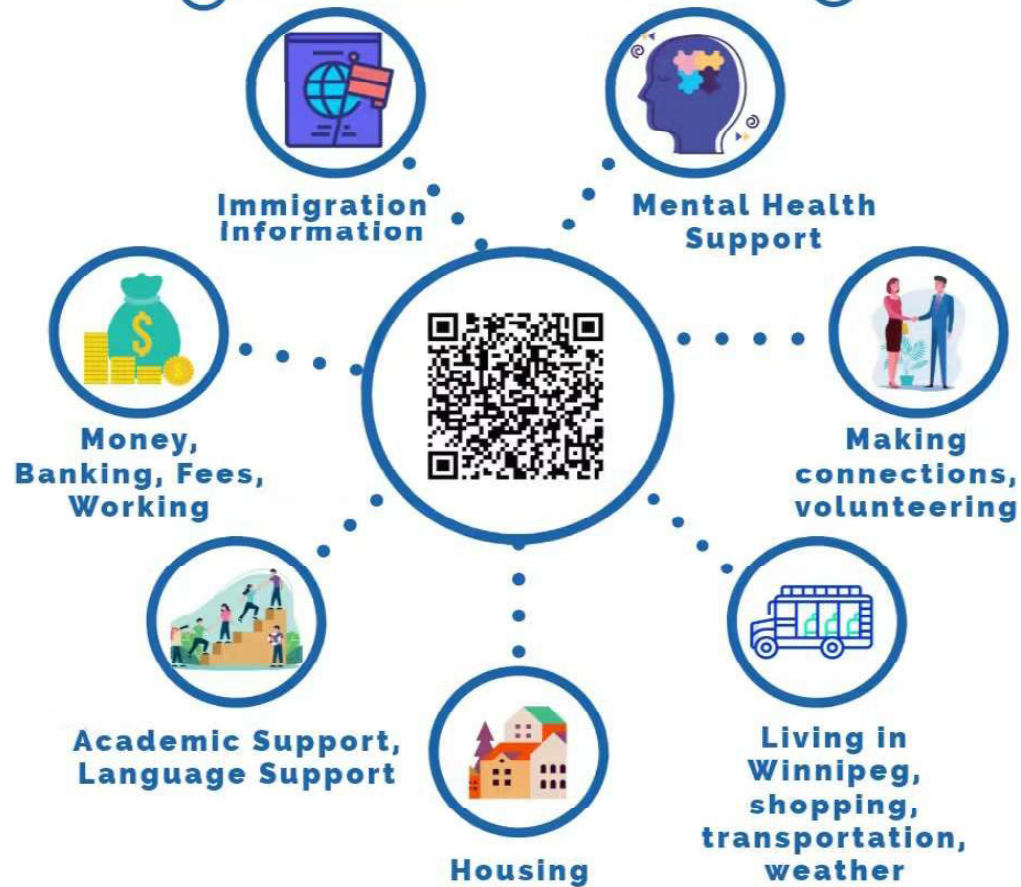 Immigration
Information
Mental Health
Support
Money,
Banking, Fees,
Working
Making
connections,
volunteering
Academic Support,
Language Support
Housing
Living in
Winnipeg,
shopping,
transportation,
weather